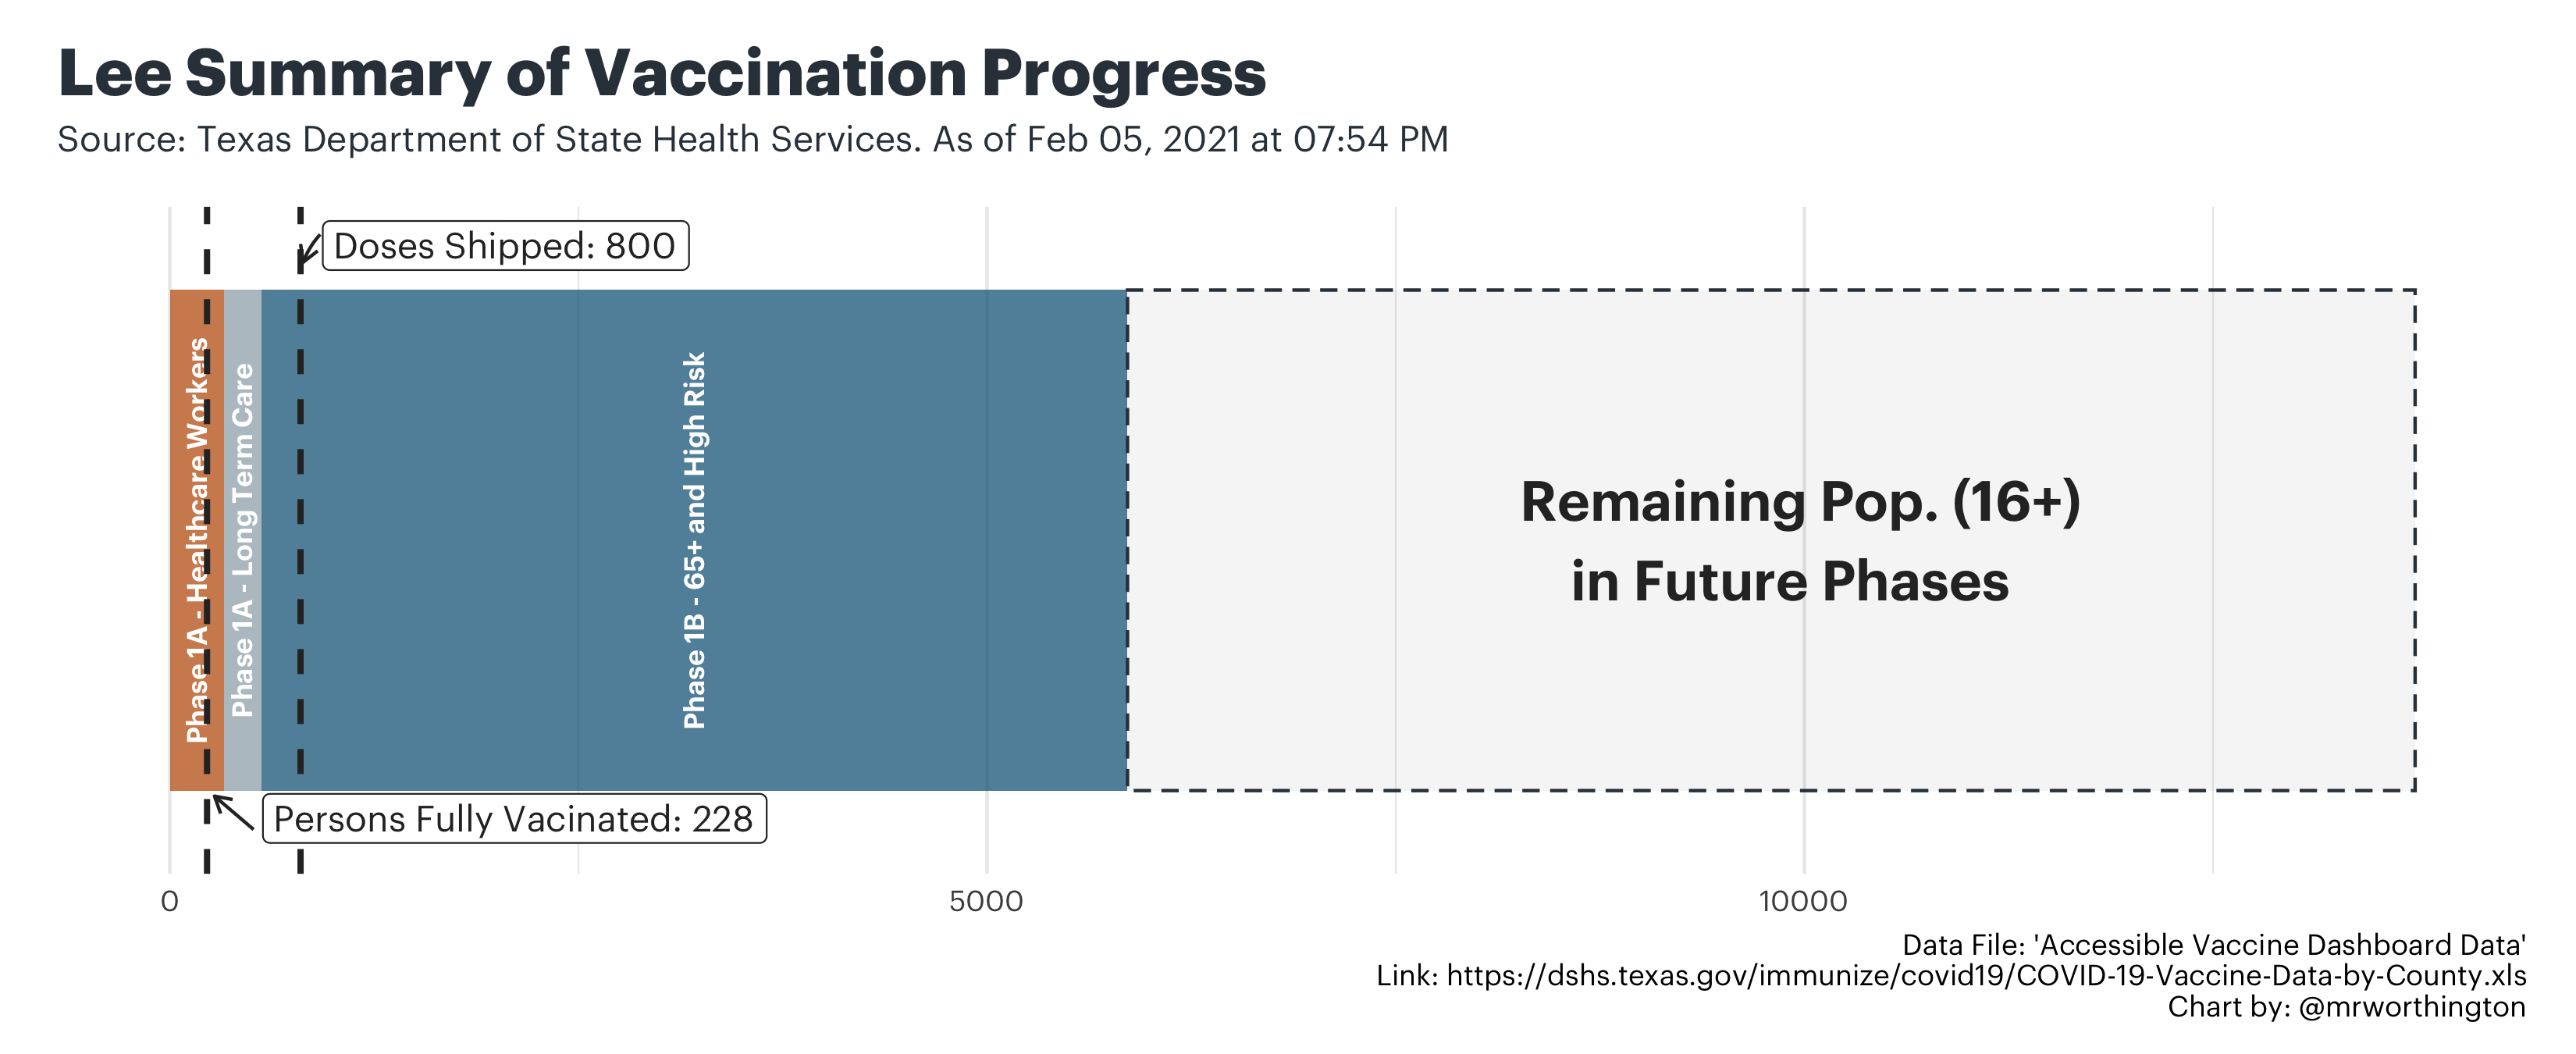 Lee Summary of Vaccination Progress
Source: Texas Department of State Health Services. As of Feb 05, 2021 at 07:54 PM
Doses Shipped: 800
Phase 1A - Healthcare Workers
Phase 1A - Long Term Care
Phase 1B - 65+ and High Risk
Remaining Pop. (16+)
in Future Phases
Persons Fully Vacinated: 228
0
5000
10000
Data File: 'Accessible Vaccine Dashboard Data'
Link: https://dshs.texas.gov/immunize/covid19/COVID-19-Vaccine-Data-by-County.xls
Chart by: @mrworthington